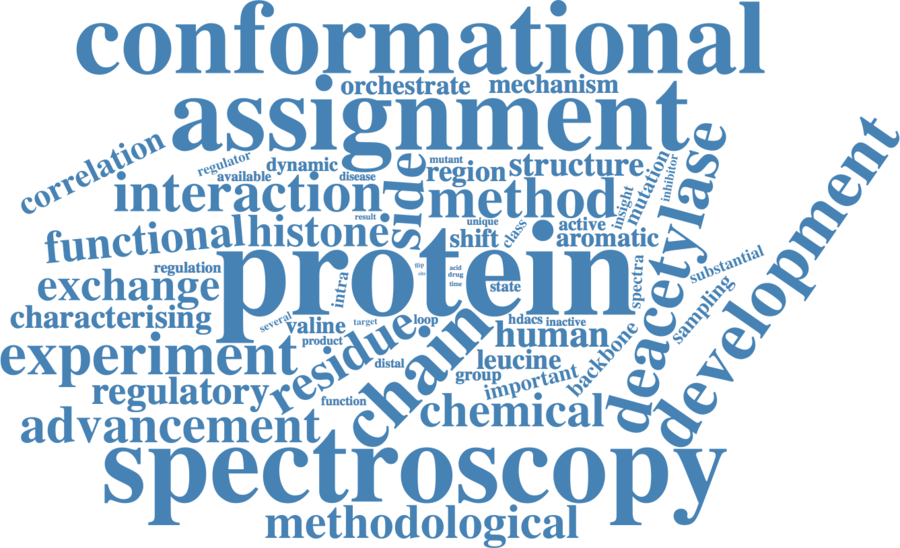 conformational
orchestrate
mechanism
assignment
correlation
regulator
dynamic
mutant
available
disease
region
structure
mutation
inhibitor
deacetylase
development
interaction
side
method
insight
result
unique
class
active
functional
histone
shift
aromatic
regulation
protein
intra
acid
drug
time
state
spectra
substantial
exchange
sampling
characterising
several
valine
target
loop
hdacs
inactive
product
human
backbone
experiment
residue
chain
distal
leucine
group
important
regulatory
function
chemical
advancement
spectroscopy
methodological